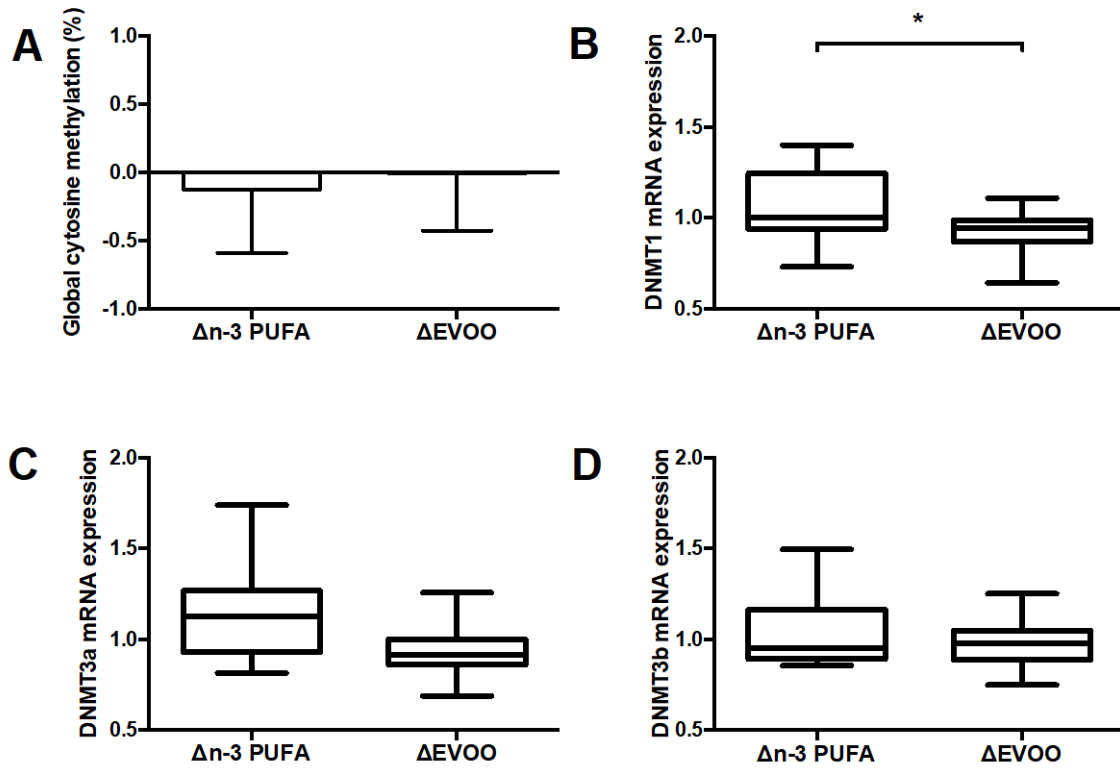 A
Global cytosine methylation (%)
1.0
0.5
0.0
-0.5
-1.0
Δn-3 PUFA
ΔEVOO
B
DNMT1 mRNA expression
2.0
1.5
1.0
0.5
*
Δn-3 PUFA
ΔEVOO
C
DNMT3a mRNA expression
2.0
1.5
1.0
0.5
Δn-3 PUFA
ΔEVOO
D
DNMT3b mRNA expression
2.0
1.5
1.0
0.5
Δn-3 PUFA
ΔEVOO